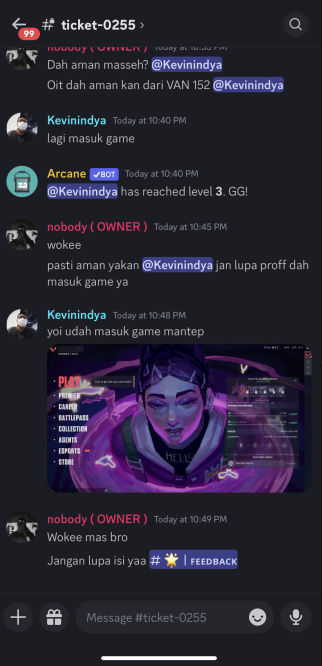 99
# ticket-0255 ›
nobody ( OWNER ) Today at 10:35 PM
Dah aman masseh? @Kevinindya
Oit dah aman kan dari VAN 152 @Kevinindya
Kevinindya Today at 10:40 PM
lagi masuk game
Arcane ✓BOT Today at 10:40 PM
@Kevinindya has reached level 3. GG!
nobody ( OWNER ) Today at 10:45 PM
wokee
pasti aman yakan @Kevinindya jan lupa proff dah
masuk game ya
Kevinindya Today at 10:48 PM
yoi udah masuk game mantep
PLAY
PREMIER
CAREER
BATTLEPASS
COLLECTION
AGENTS
ESPORTS
STORE
HELLS
nobody ( OWNER ) Today at 10:49 PM
Wokee mas bro
Jangan lupa isi yaa # 🌟 | FEEDBACK
Message #ticket-0255